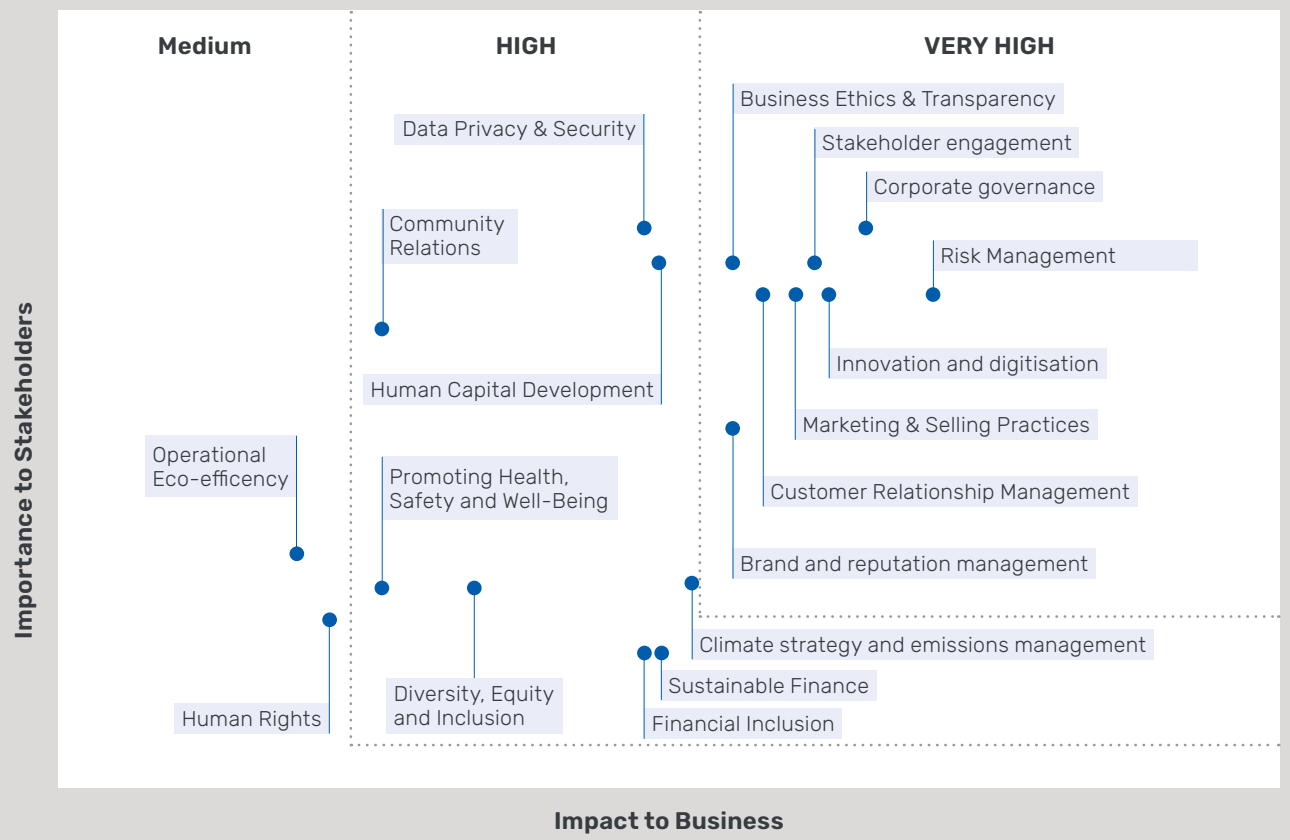 Medium
HIGH
VERY HIGH
Business Ethics & Transparency
Data Privacy & Security
Stakeholder engagement
Corporate governance
Community
Relations
Risk Management
Innovation and digitisation
Human Capital Development
Marketing & Selling Practices
Operational
Eco-efficency
Promoting Health,
Safety and Well-Being
Customer Relationship Management
Brand and reputation management
Climate strategy and emissions management
Sustainable Finance
Diversity, Equity
and Inclusion
Human Rights
Financial Inclusion
Importance to Stakeholders
Impact to Business